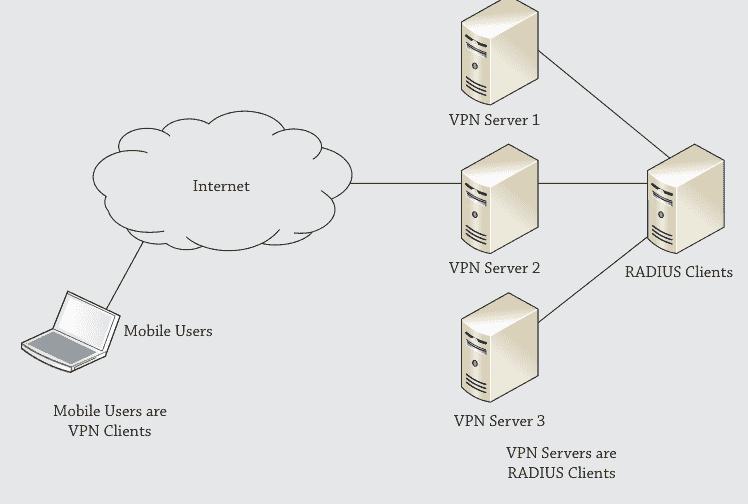 VPN Server 1
Internet
VPN Server 2
RADIUS Clients
Mobile Users
Mobile Users are
VPN Clients
VPN Server 3
VPN Servers are
RADIUS Clients